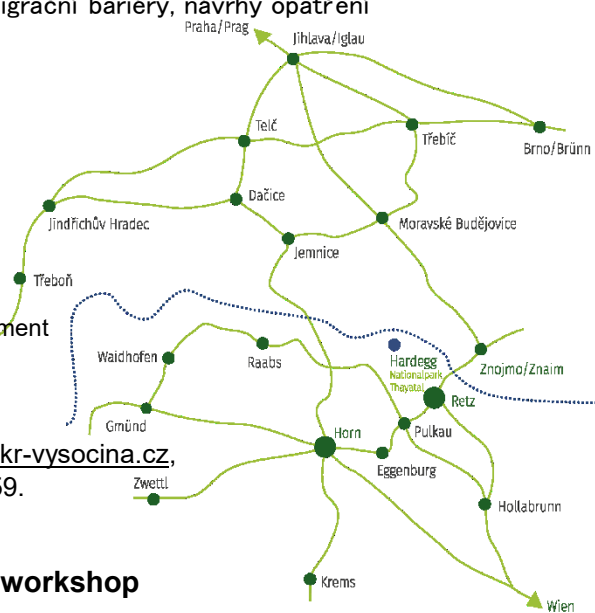 igrační bariéry, návrhy opatření
Praha/Prag
Jihlava/Iglau
Telč
Třebíč
Brno/Brünn
Dačice
Jindřichův Hradec
Moravské Budějovice
Jemnice
Třeboň
ment
Waidhofen
Raabs
Hardegg
Nationalpark
Thayatal
Znojmo/Znaim
Retz
Gmünd
Horn
Pulkau
kr-vysocina.cz,
Eggenburg
59.
Zwettl
Hollabrunn
workshop
Krems
Wien